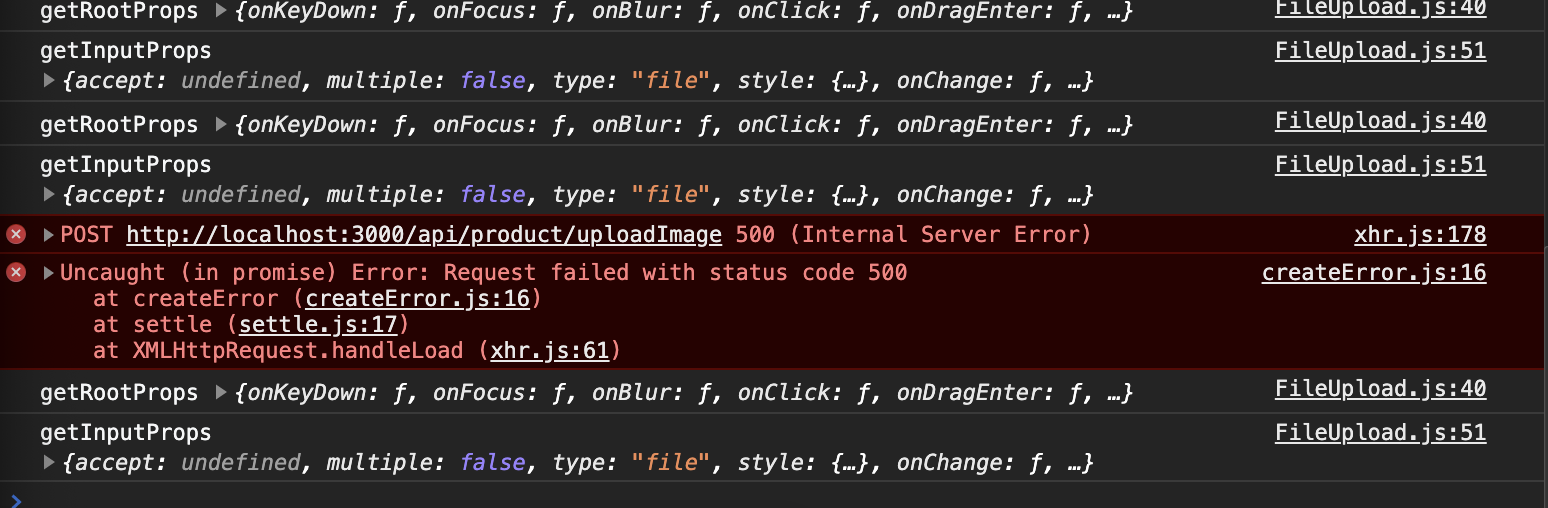 getRootProps ▶{onKeyDown: ƒ, onFocus: ƒ, onBlur: ƒ, onClick: ƒ, onDragEnter: ƒ, …} FileUpload.js:40
getInputProps FileUpload.js:51
▶{accept: undefined, multiple: false, type: "file", style: {…}, onChange: ƒ, …}
getRootProps ▶{onKeyDown: ƒ, onFocus: ƒ, onBlur: ƒ, onClick: ƒ, onDragEnter: ƒ, …} FileUpload.js:40
getInputProps FileUpload.js:51
▶{accept: undefined, multiple: false, type: "file", style: {…}, onChange: ƒ, …}
▶POST http://localhost:3000/api/product/uploadImage 500 (Internal Server Error) xhr.js:178
▶Uncaught (in promise) Error: Request failed with status code 500 createError.js:16
at createError (createError.js:16)
at settle (settle.js:17)
at XMLHttpRequest.handleLoad (xhr.js:61)
getRootProps ▶{onKeyDown: ƒ, onFocus: ƒ, onBlur: ƒ, onClick: ƒ, onDragEnter: ƒ, …} FileUpload.js:40
getInputProps FileUpload.js:51
▶{accept: undefined, multiple: false, type: "file", style: {…}, onChange: ƒ, …}